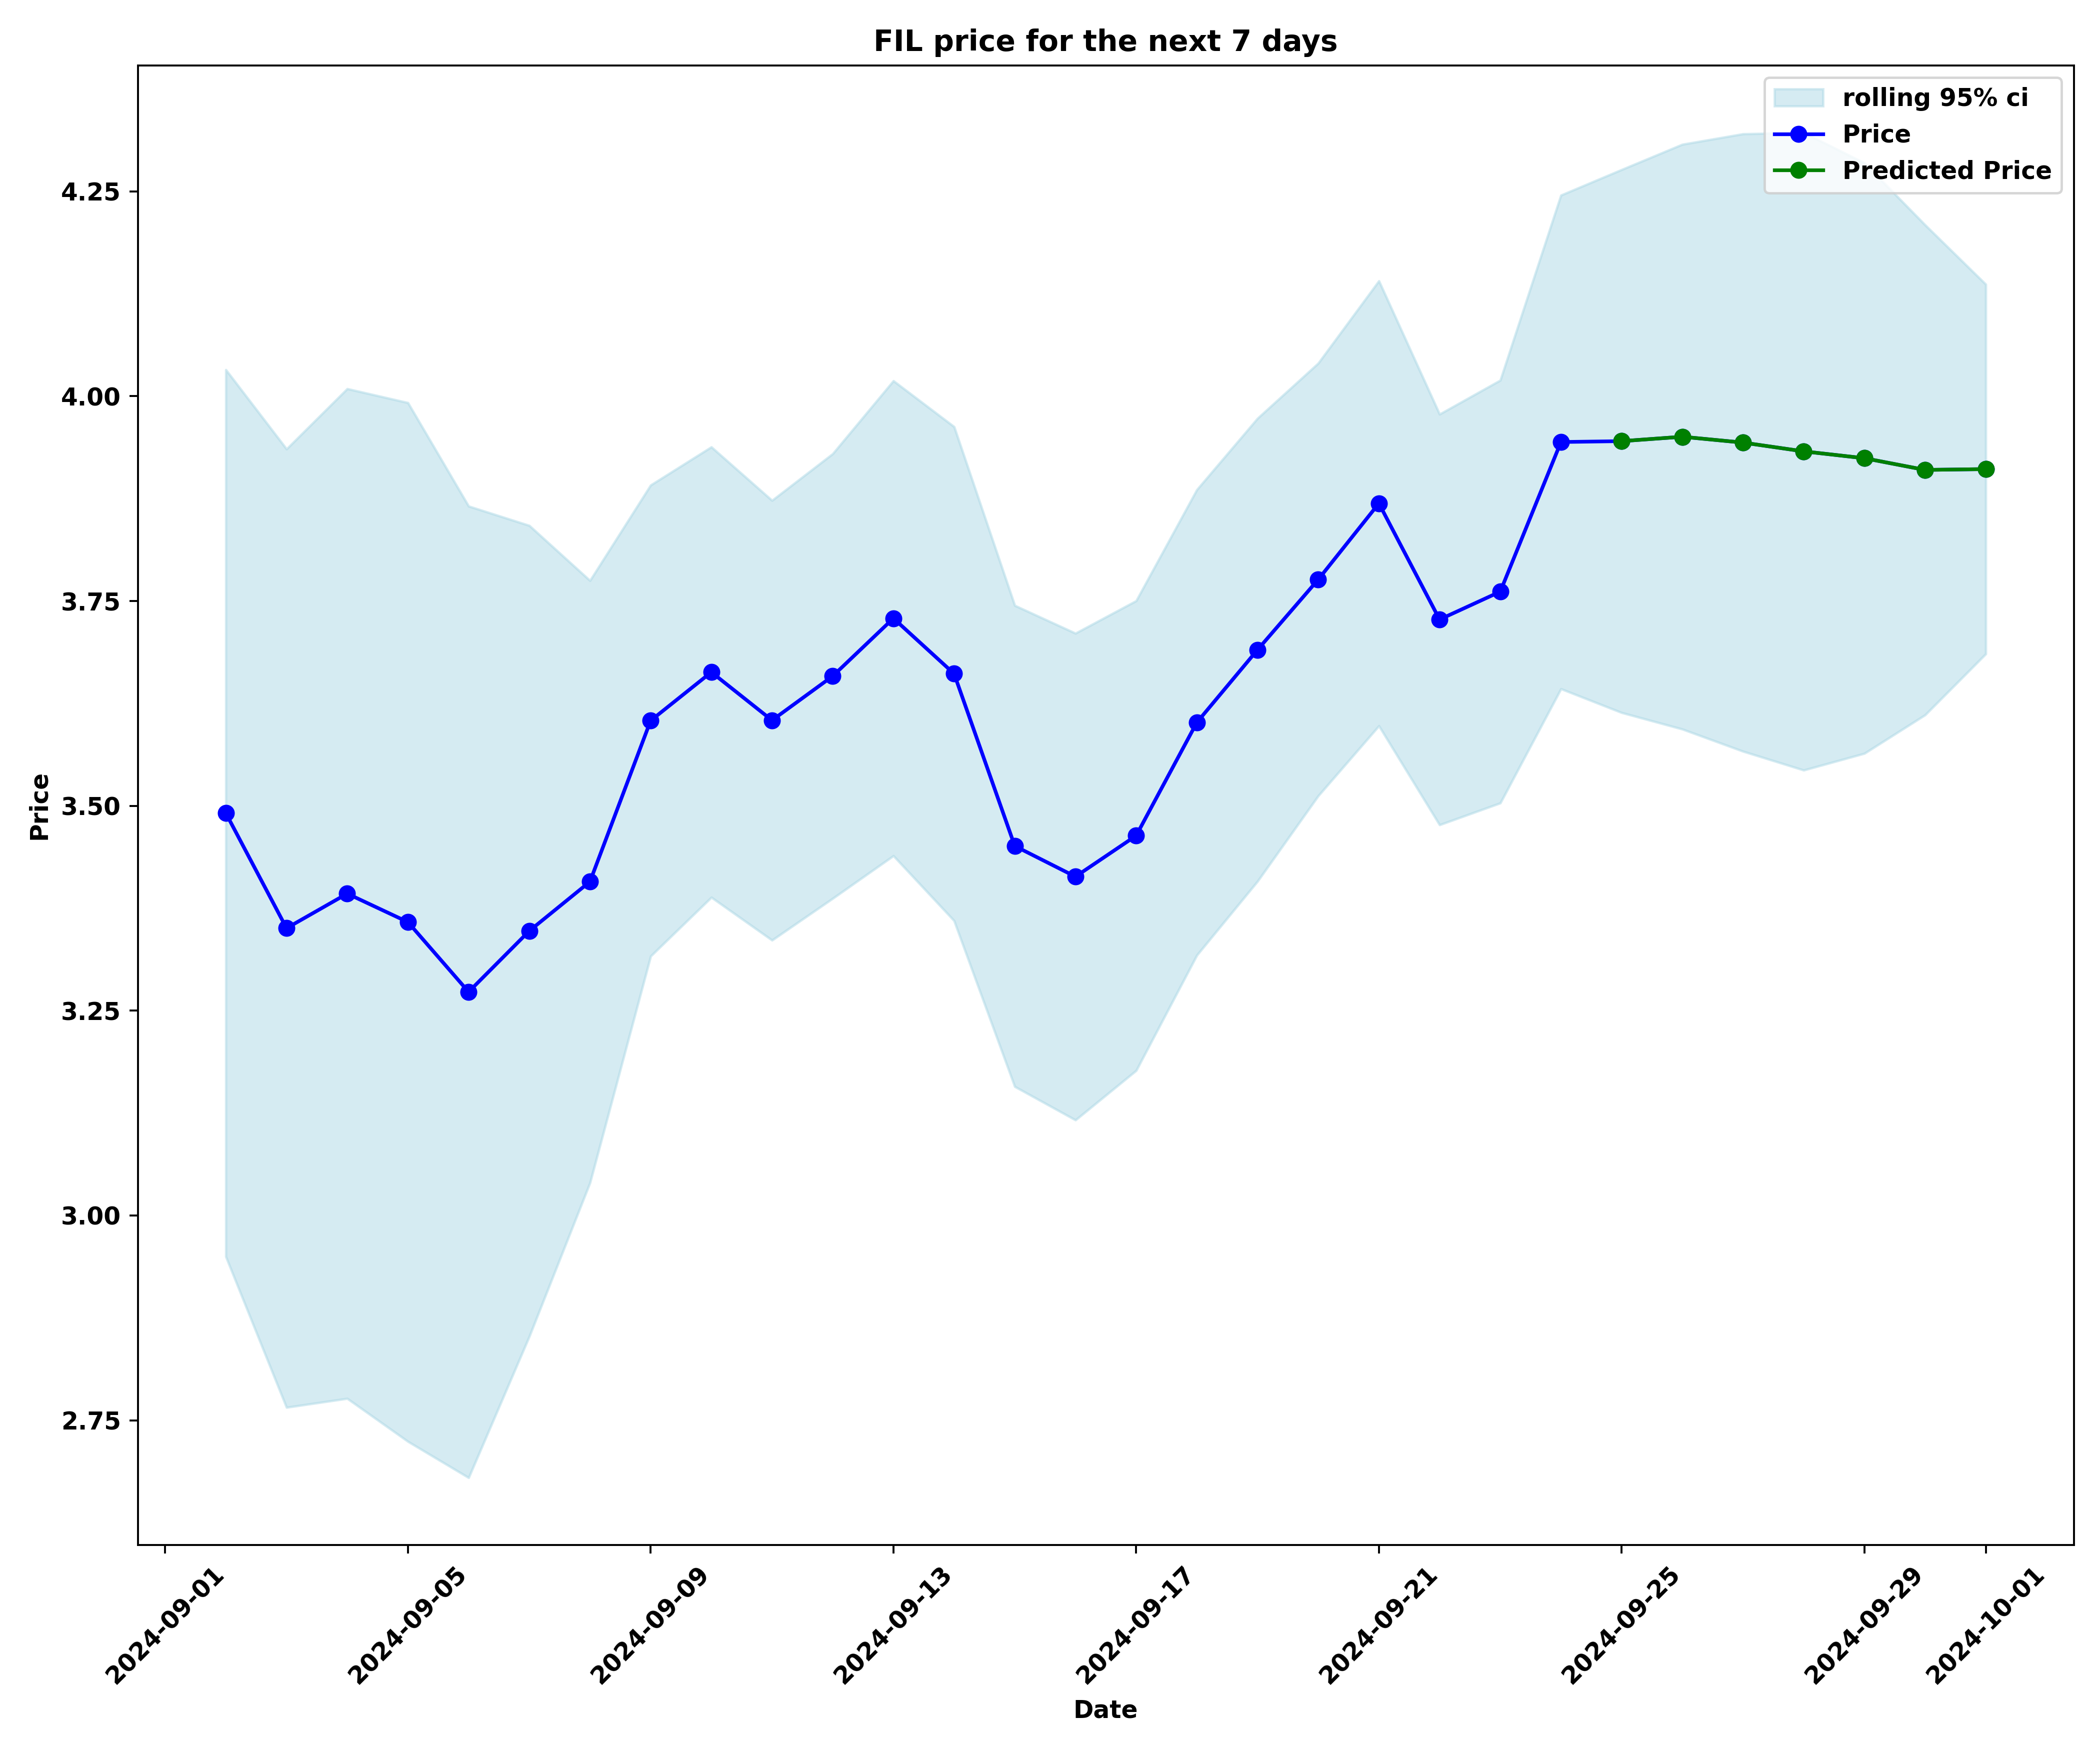 FIL price for the next 7 days
rolling 95% ci
Price
Predicted Price
4.25
4.00
3.75
3.50
3.25
3.00
2.75
Price
2024-09-01
2024-09-05
2024-09-09
2024-09-13
2024-09-17
2024-09-21
2024-09-25
2024-09-29
2024-10-01
Date